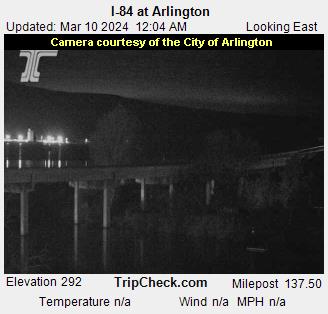 I-84 at Arlington
Updated: Mar 10 2024 12:04 AM Looking East
Camera courtesy of the City of Arlington
Elevation 292 TripCheck.com Milepost 137.50
Temperature n/a Wind n/a MPH n/a